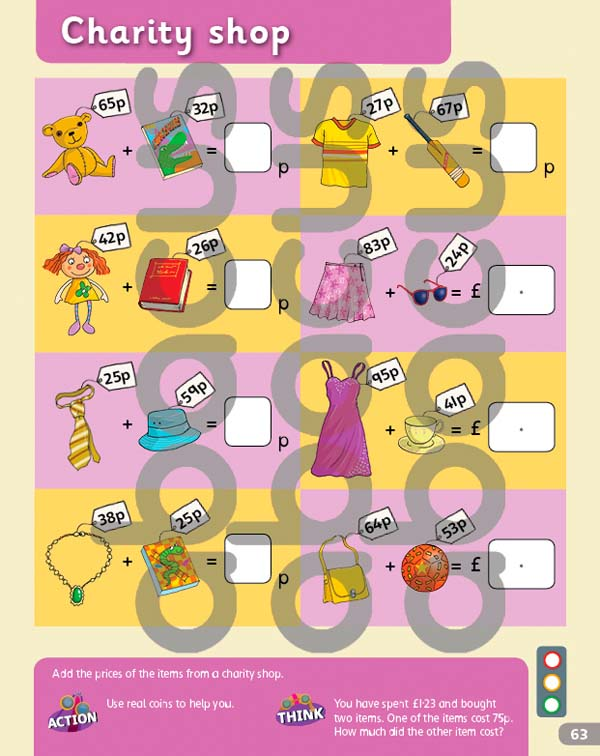 Charity shop
65p 32p 27p 67p
+ = p + = p
42p 26p 83p 24p
+ = p + = £ .
25p 59p 95p 41p
+ = p + = £ .
38p 25p 64p 53p
+ = p + = £ .
abacus abacus abacus
Add the prices of the items from a charity shop.
ACTION
Use real coins to help you.
THINK
You have spent £1·23 and bought
two items. One of the items cost 75p.
How much did the other item cost?
63